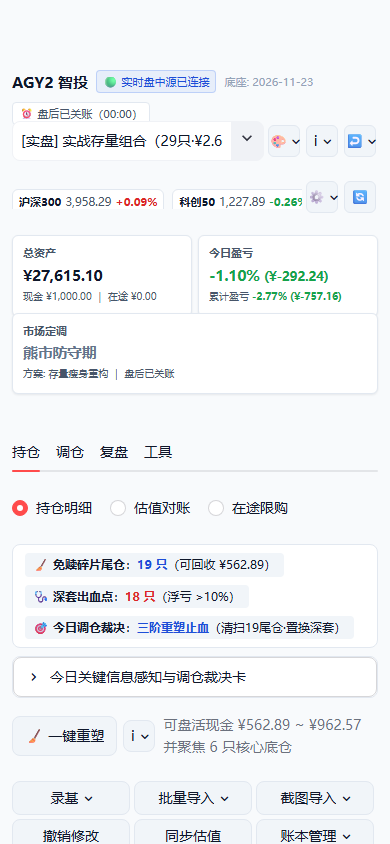 AGY2 智投 实时盘中源已连接 底座: 2026-11-23
盘后已关账（00:00）
[实盘] 实战存量组合（29只·¥2.6
i
沪深300 3,958.29 +0.09% 科创50 1,227.89 -0.26%
总资产
¥27,615.10
现金 ¥1,000.00 | 在途 ¥0.00
今日盈亏
-1.10% (¥-292.24)
累计盈亏 -2.77% (¥-757.16)
市场定调
熊市防守期
方案: 存量瘦身重构 | 盘后已关账
持仓 调仓 复盘 工具
持仓明细 估值对账 在途限购
免赎碎片尾仓：19 只（可回收 ¥562.89）
深套出血点：18 只（浮亏 >10%）
今日调仓裁决：三阶重塑止血（清扫19尾仓·置换深套）
今日关键信息感知与调仓裁决卡
一键重塑 i
可盘活现金 ¥562.89 ~ ¥962.57
并聚焦 6 只核心底仓
录基 批量导入 截图导入
撤销修改 同步估值 账本管理